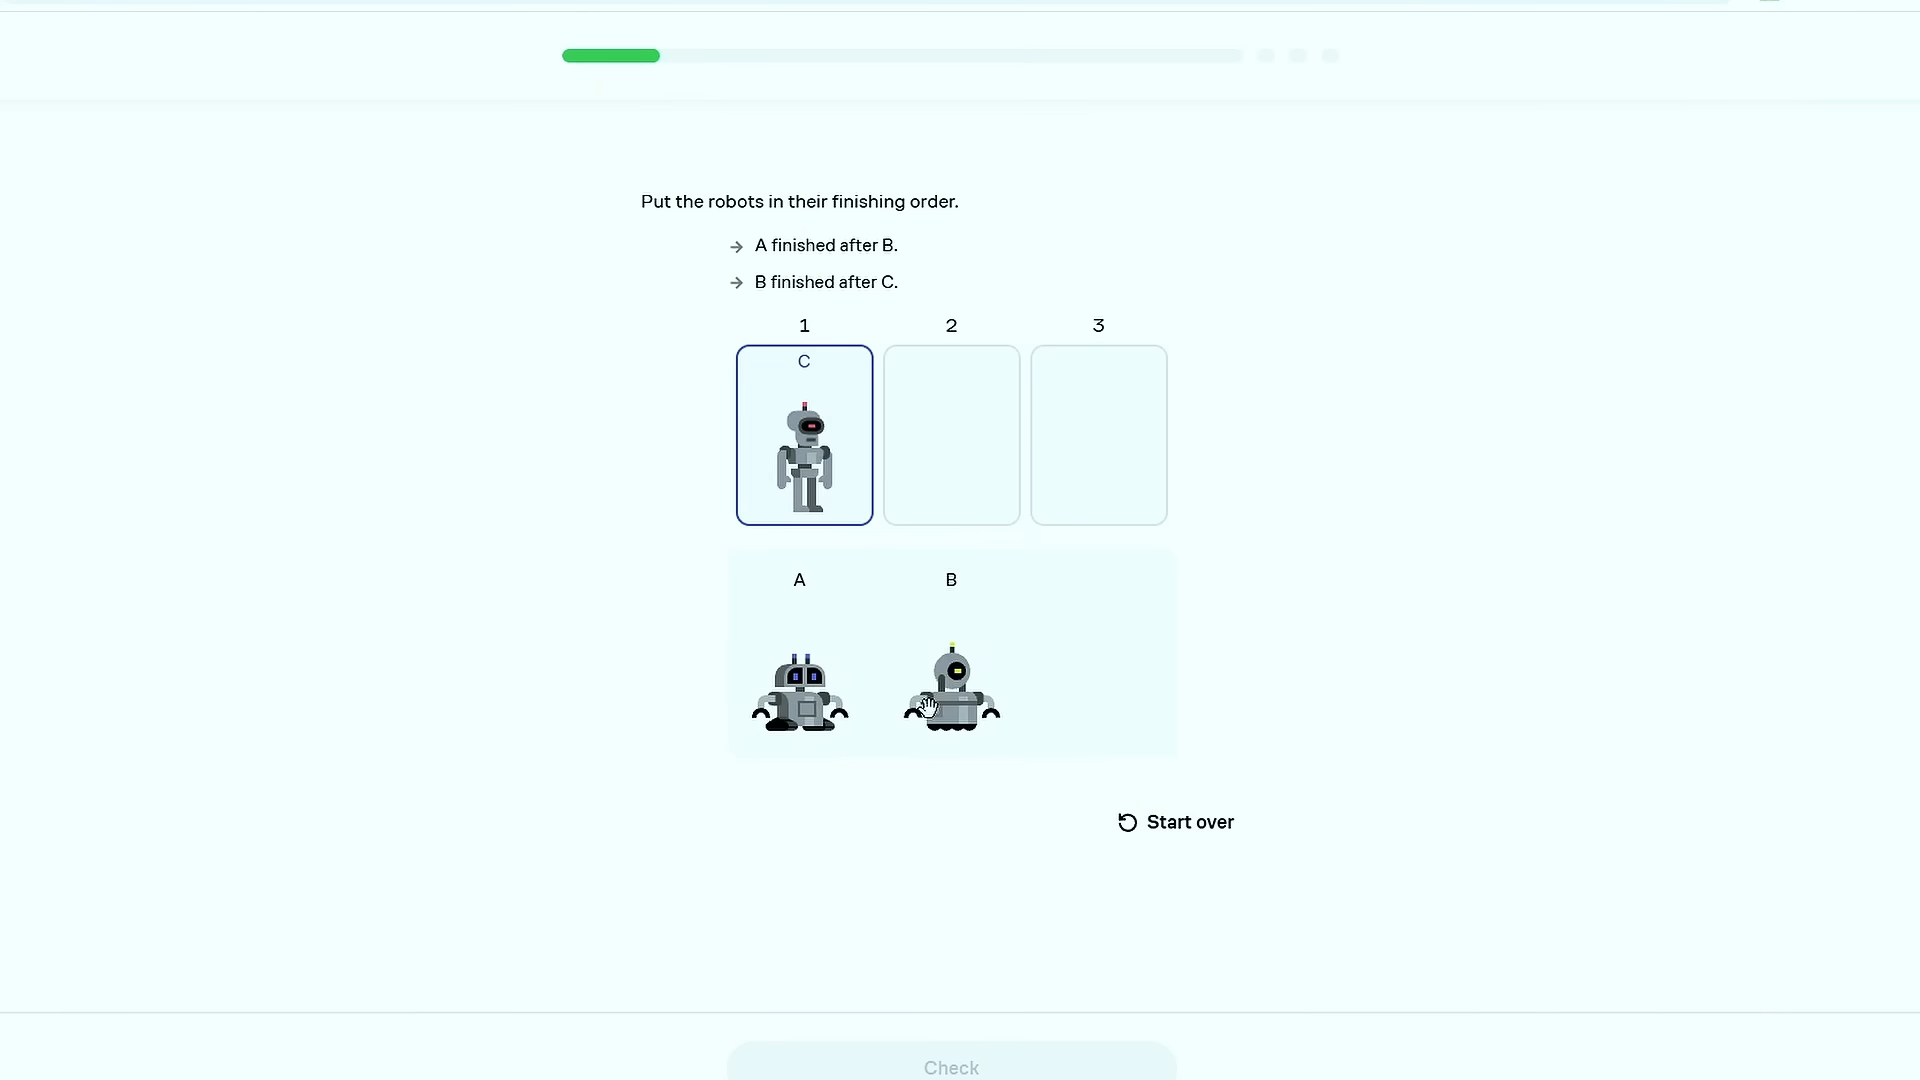 Put the robots in their finishing order.
→ A finished after B.
→ B finished after C.
1 2 3
C
A B
Start over
Check